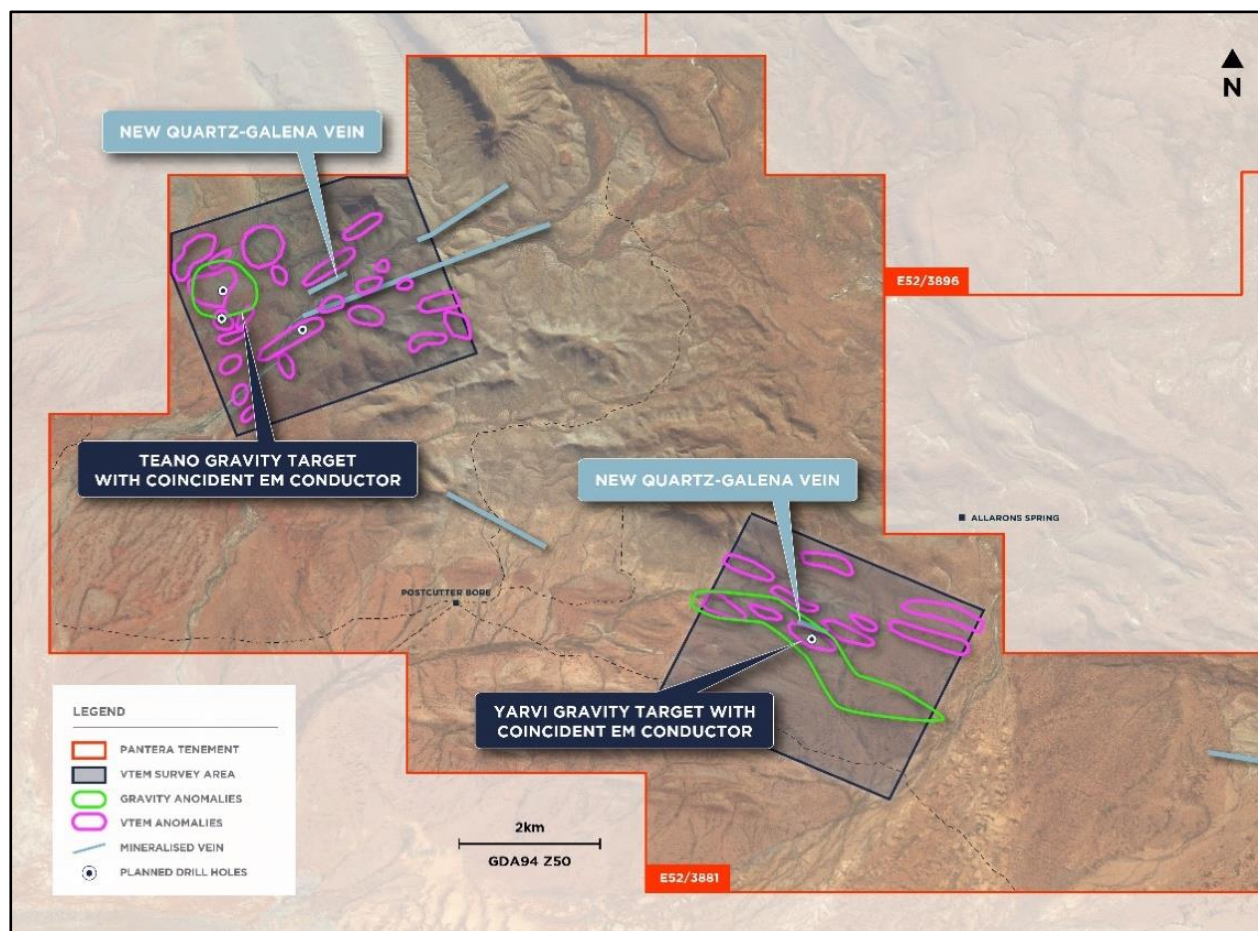 N
NEW QUARTZ-GALENA VEIN
E52/3896
TEANO GRAVITY TARGET
WITH COINCIDENT EM CONDUCTOR
NEW QUARTZ-GALENA VEIN
ALLARONS SPRING
POSTCUTTER BORE
YARVI GRAVITY TARGET WITH
COINCIDENT EM CONDUCTOR
LEGEND
PANTERA TENEMENT
VTEM SURVEY AREA
GRAVITY ANOMALIES
VTEM ANOMALIES
MINERALISED VEIN
PLANNED DRILL HOLES
2km
GDA94 Z50
E52/3881